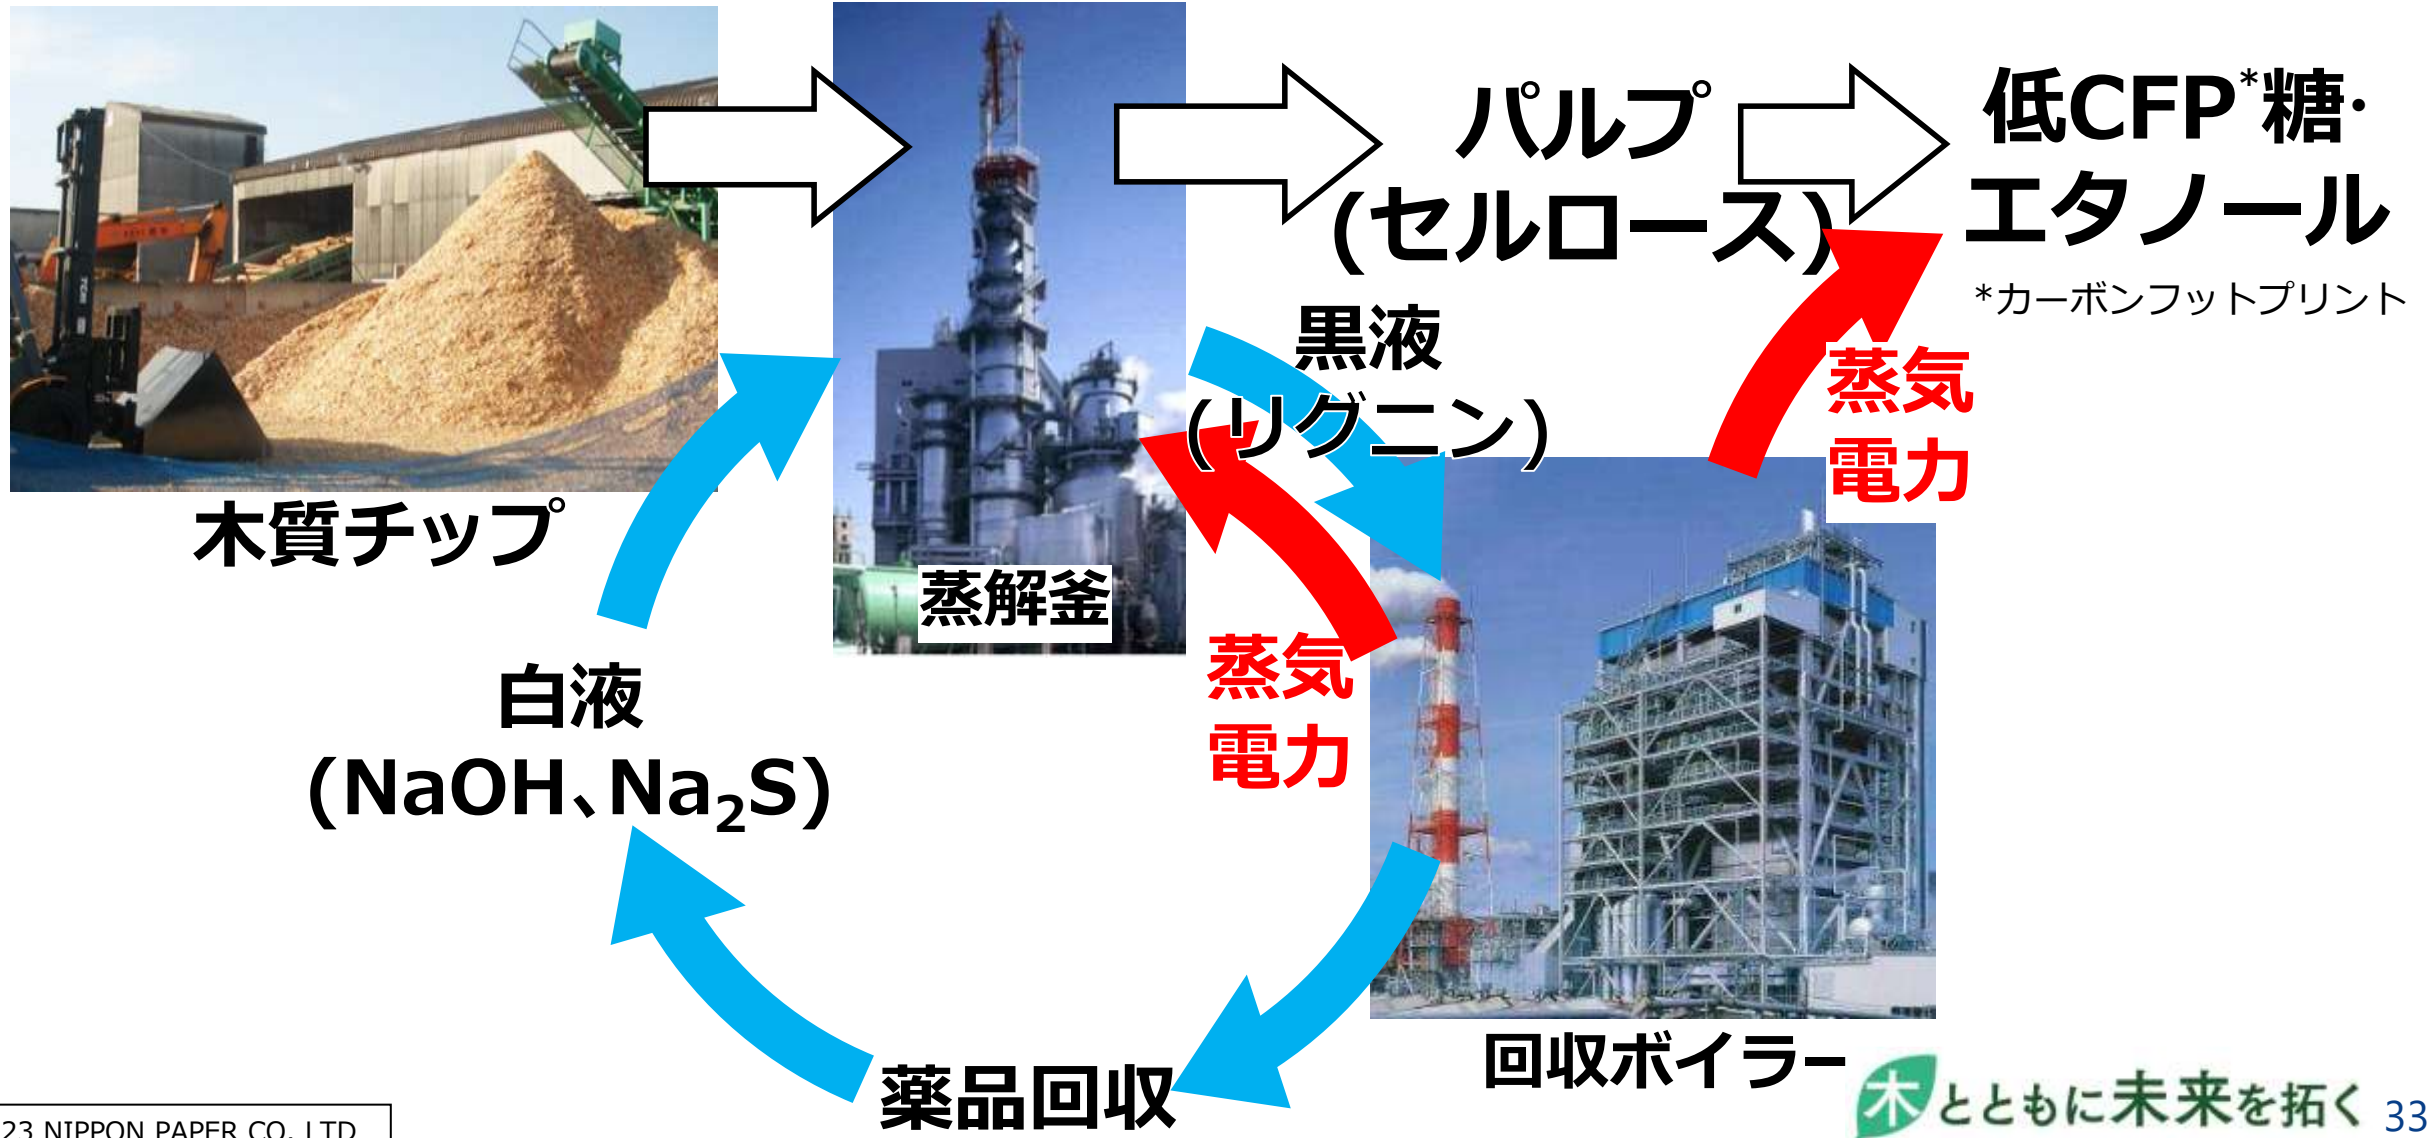 木質チップ
蒸解釜
パルプ
(セルロース)
低CFP*糖・
エタノール
*カーボンフットプリント
黒液
(リグニン)
蒸気
電力
蒸気
電力
白液
(NaOH、Na₂S)
薬品回収
回収ボイラー
木とともに未来を拓く
33
23 NIPPON PAPER CO. LTD